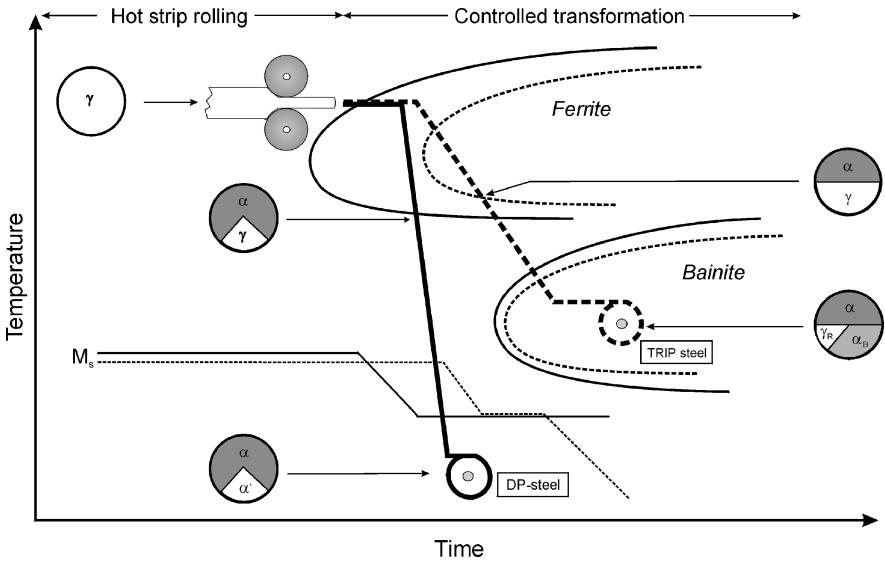 Hot strip rolling
Controlled transformation
γ
Ferrite
α
γ
α
γ
Bainite
α
γR
αB
TRIP steel
Ms
α
α'
DP-steel
Temperature
Time